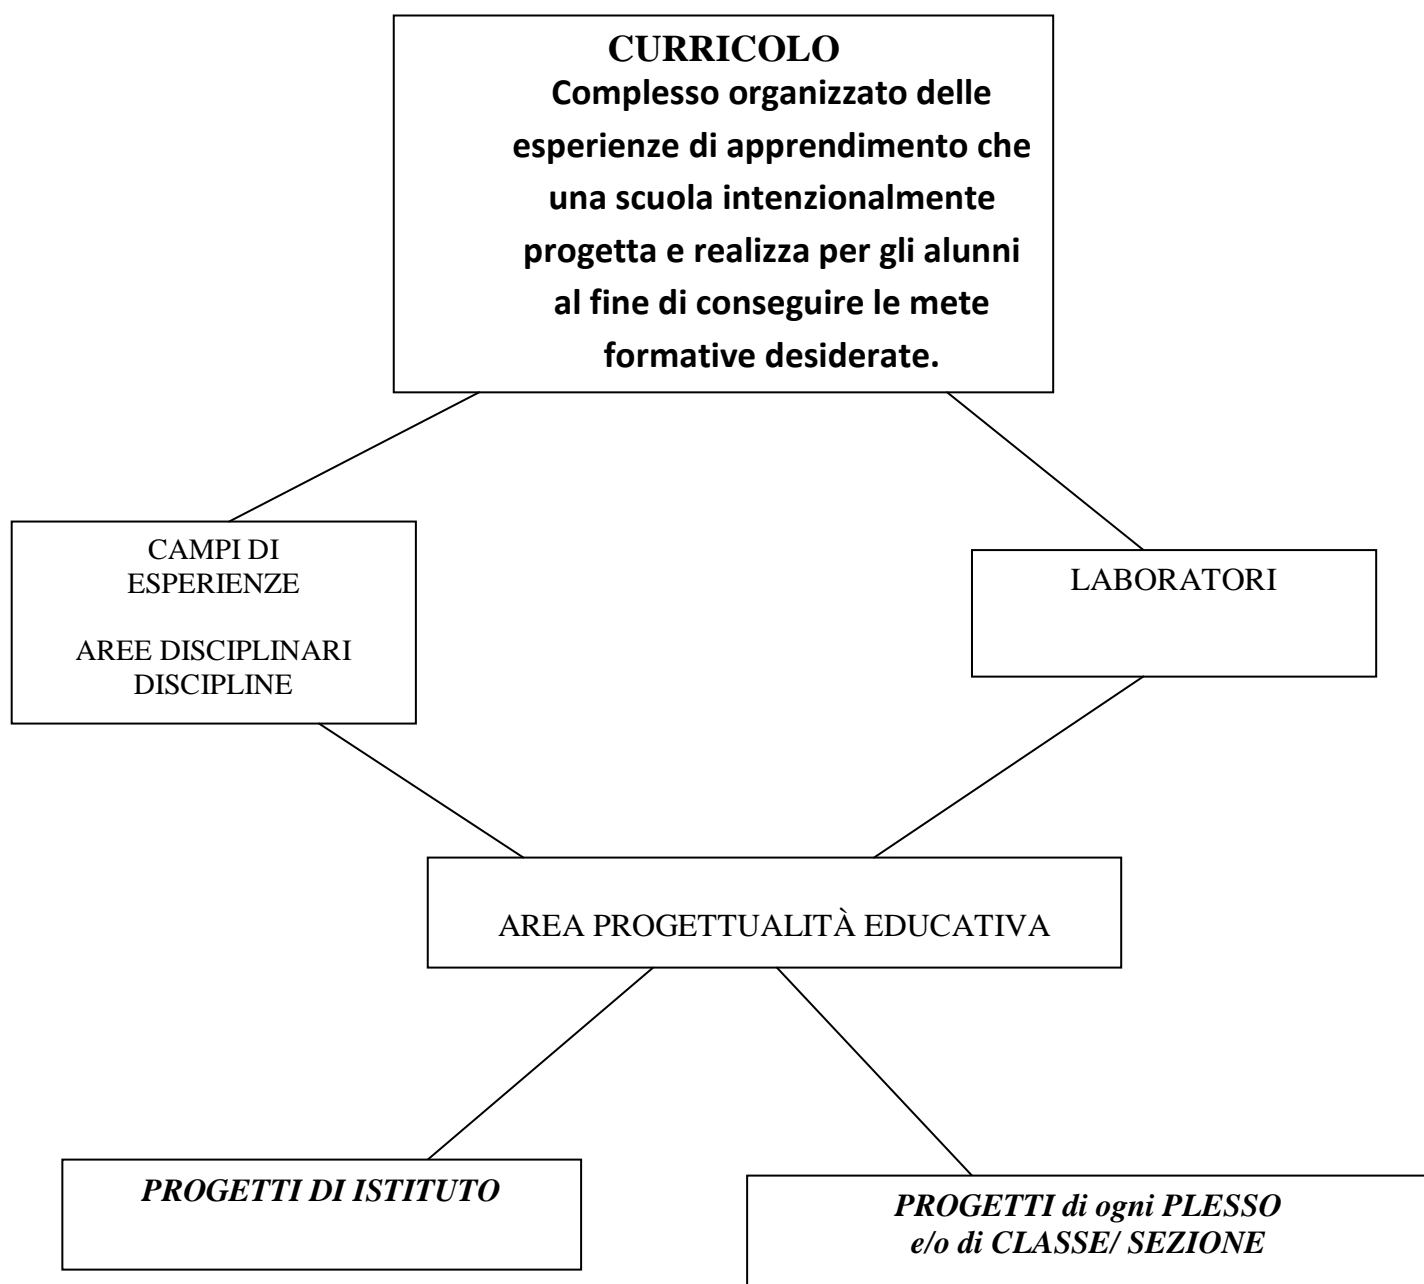 CURRICOLO
Complesso organizzato delle
esperienze di apprendimento che
una scuola intenzionalmente
progetta e realizza per gli alunni
al fine di conseguire le mete
formative desiderate.
CAMPI DI
ESPERIENZE
AREE DISCIPLINARI
DISCIPLINE
LABORATORI
AREA PROGETTUALITÀ EDUCATIVA
PROGETTI DI ISTITUTO
PROGETTI di ogni PLESSO
e/o di CLASSE/ SEZIONE